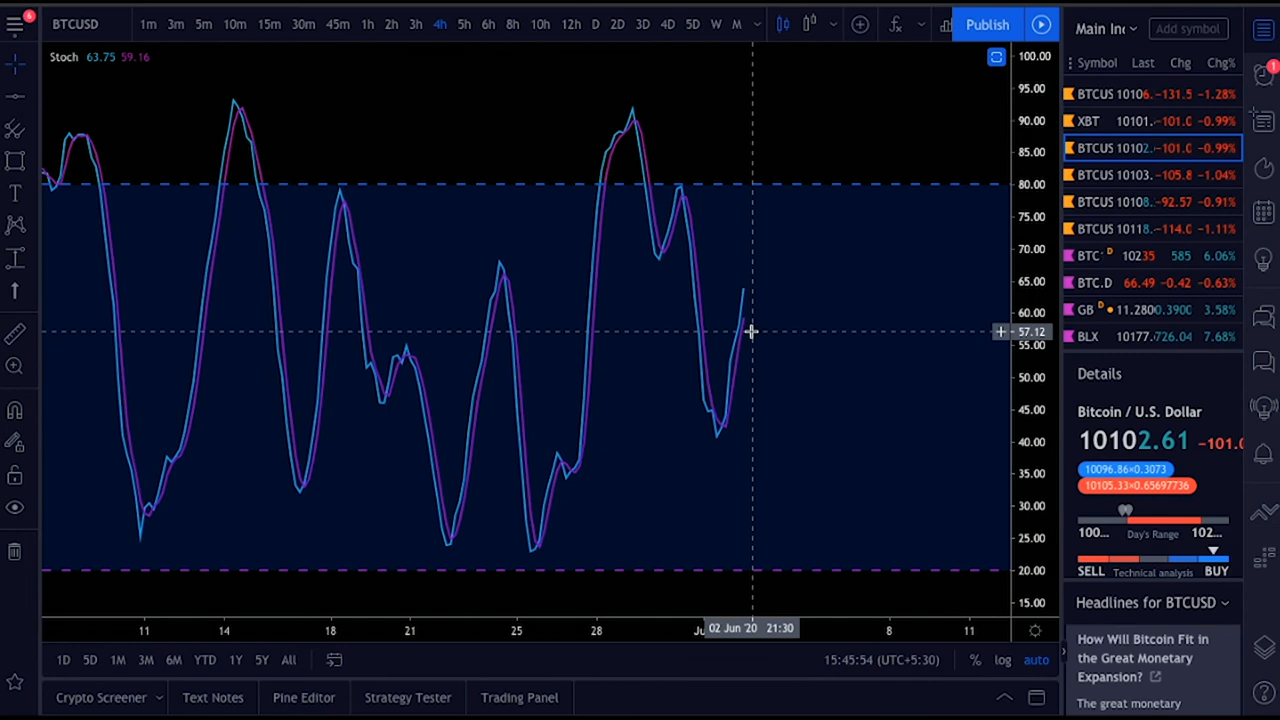 6
BTCUSD 1m 3m 5m 10m 15m 30m 45m 1h 2h 3h 4h 5h 6h 8h 10h 12h D 2D 3D 4D 5D W M Publish
Stoch 63.75 59.16
100.00
95.00
90.00
85.00
80.00
75.00
70.00
65.00
60.00
57.12
55.00
50.00
45.00
40.00
35.00
30.00
25.00
20.00
15.00
11 14 18 21 25 28 02 Jun '20 21:30 8 11
1D 5D 1M 3M 6M YTD 1Y 5Y All 15:45:54 (UTC+5:30) % log auto
Crypto Screener Text Notes Pine Editor Strategy Tester Trading Panel
Main In Add symbol
Symbol Last Chg Chg%
1
BTCUS 10106. -131.5 -1.28%
XBT 10101. -101.0 -0.99%
BTCUS 10102. -101.0 -0.99%
BTCUS 10103. -105.8 -1.04%
BTCUS 10108. -92.57 -0.91%
BTCUS 10118. -114.0 -1.11%
BTC D 10235 585 6.06%
BTC.D 66.49 -0.42 -0.63%
GB D 11.280 0.3900 3.58%
BLX 10177. 726.04 7.68%
Details
Bitcoin / U.S. Dollar
10102.61 -101.0
10096.86×0.3073
10105.33×0.65697736
100... Day's Range 102...
SELL Technical analysis BUY
Headlines for BTCUSD
How Will Bitcoin Fit in
the Great Monetary
Expansion?
The great monetary